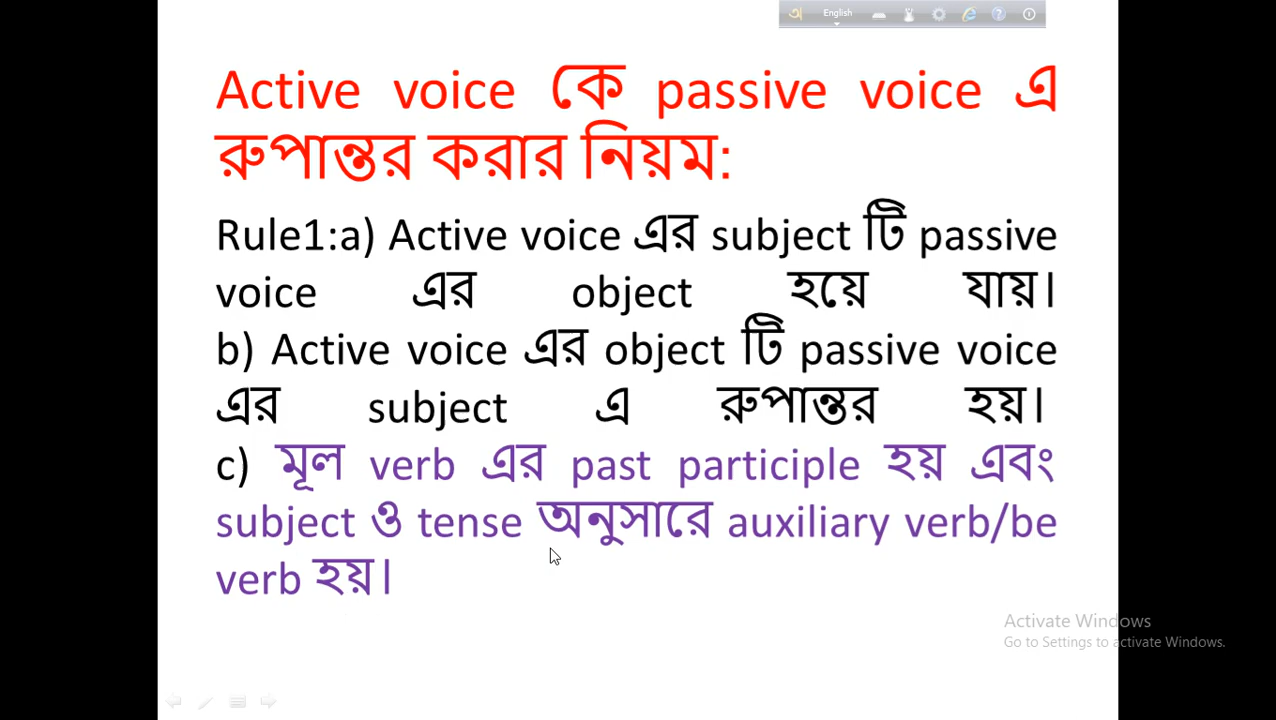 English
Active voice কে passive voice এ
রুপান্তর করার নিয়ম:
Rule1:a) Active voice এর subject টি passive
voice এর object হয়ে যায়।
b) Active voice এর object টি passive voice
এর subject এ রুপান্তর হয়।
c) মূল verb এর past participle হয় এবং
subject ও tense অনুসারে auxiliary verb/be
verb হয়।
Activate Windows
Go to Settings to activate Windows.